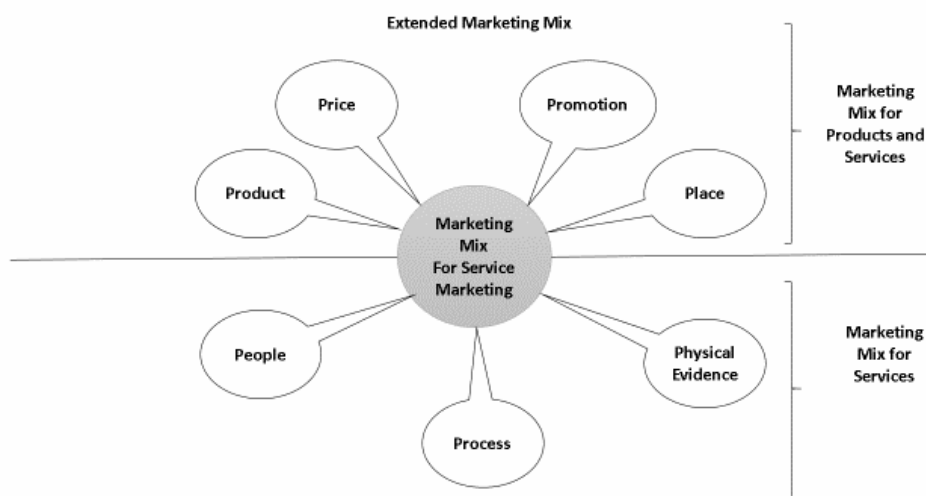 Extended Marketing Mix
Price
Promotion
Marketing
Mix for
Products and
Services
Product
Place
Marketing
Mix
For Service
Marketing
People
Physical
Evidence
Marketing
Mix for
Services
Process